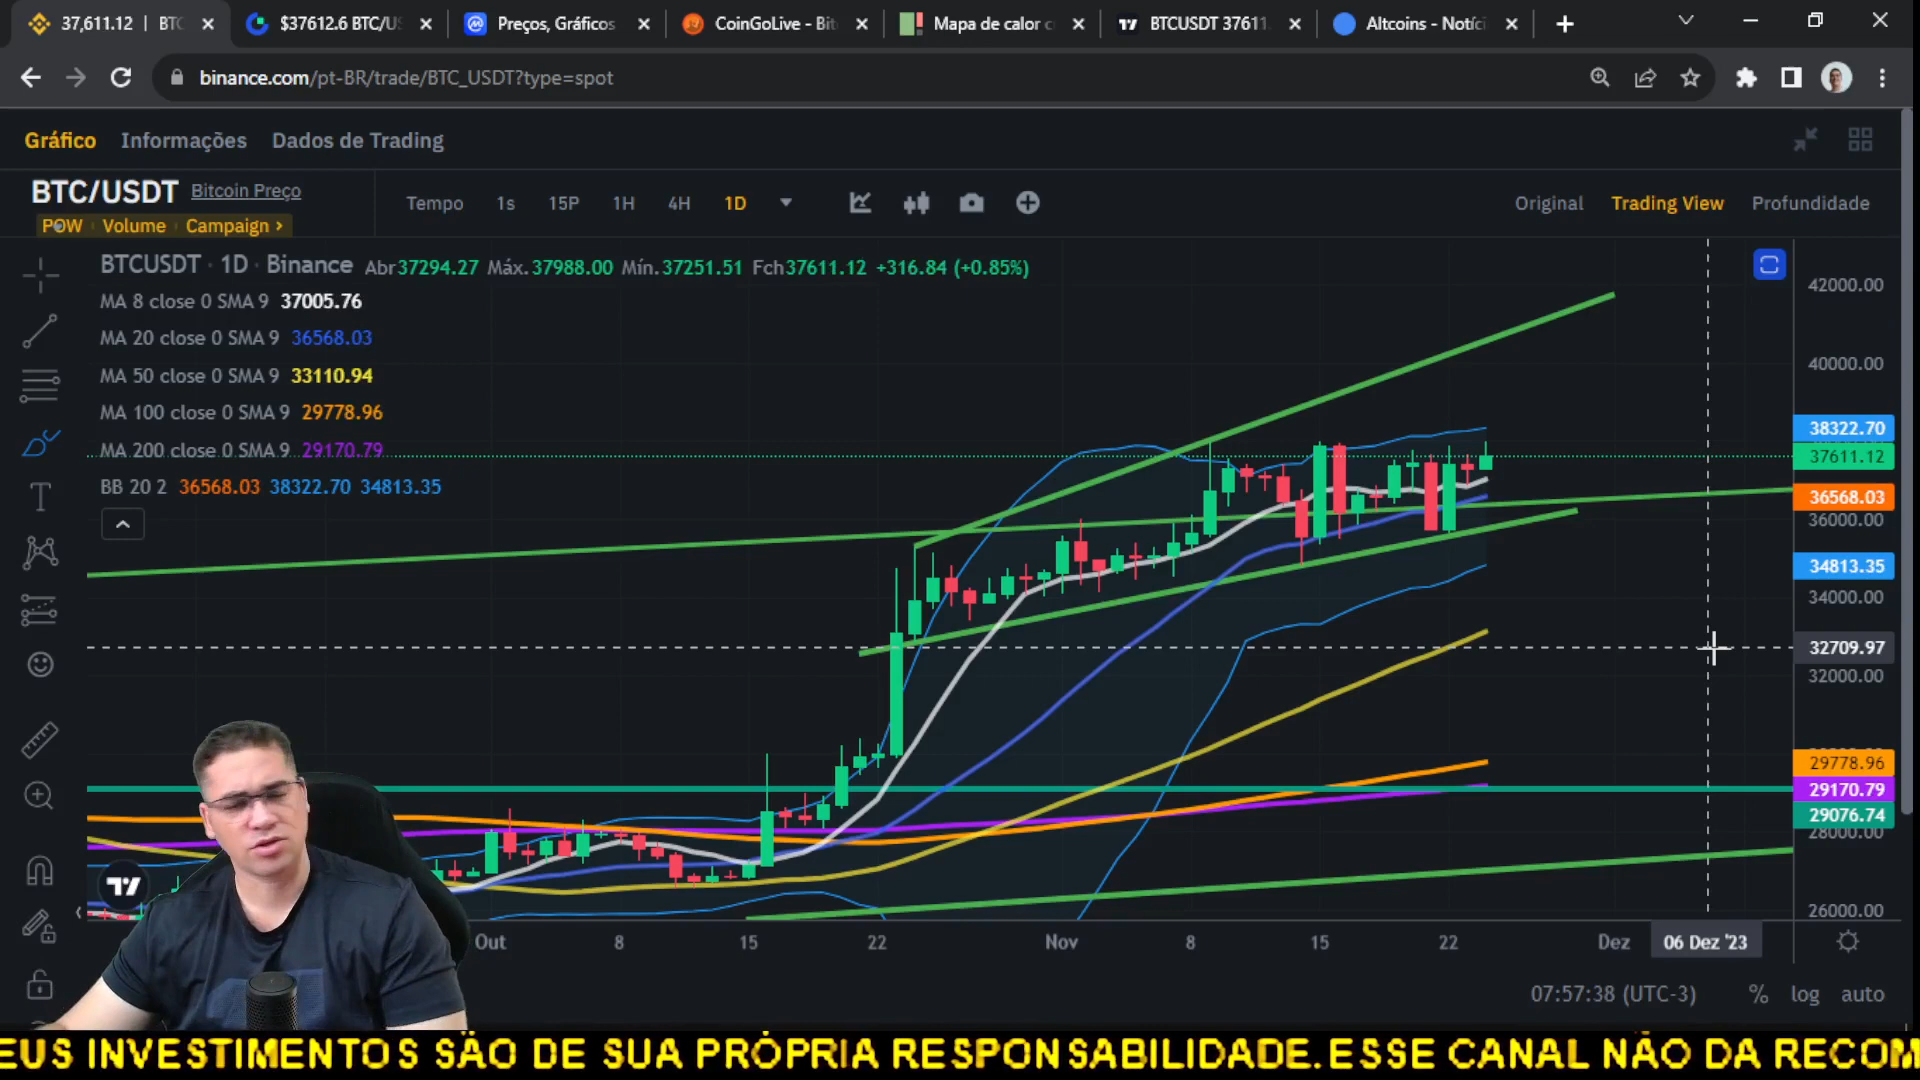 37,611.12 | BTC
$37612.6 BTC/US
Preços, Gráficos
CoinGoLive - Bit
Mapa de calor c
BTCUSDT 37611.
Altcoins - Notíci
binance.com/pt-BR/trade/BTC_USDT?type=spot
Gráfico Informações Dados de Trading
BTC/USDT Bitcoin Preço
POW Volume Campaign >
Tempo 1s 15P 1H 4H 1D
Original Trading View Profundidade
BTCUSDT · 1D · Binance Abr37294.27 Máx.37988.00 Mín.37251.51 Fch37611.12 +316.84 (+0.85%)
MA 8 close 0 SMA 9 37005.76
MA 20 close 0 SMA 9 36568.03
MA 50 close 0 SMA 9 33110.94
MA 100 close 0 SMA 9 29778.96
MA 200 close 0 SMA 9 29170.79
BB 20 2 36568.03 38322.70 34813.35
42000.00
40000.00
38322.70
37611.12
36568.03
36000.00
34813.35
34000.00
32709.97
32000.00
29778.96
29170.79
29076.74
28000.00
26000.00
Out 8 15 22 Nov 8 15 22 Dez 06 Dez '23
07:57:38 (UTC-3) % log auto
EUS INVESTIMENTOS SÃO DE SUA PRÓPRIA RESPONSABILIDADE.ESSE CANAL NÃO DA RECOM